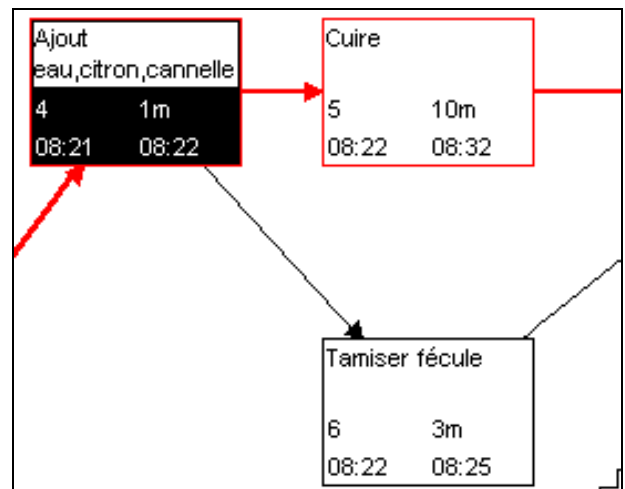 Ajout
eau,citron,cannelle
4 1m
08:21 08:22
Cuire
5 10m
08:22 08:32
Tamiser fécule
6 3m
08:22 08:25